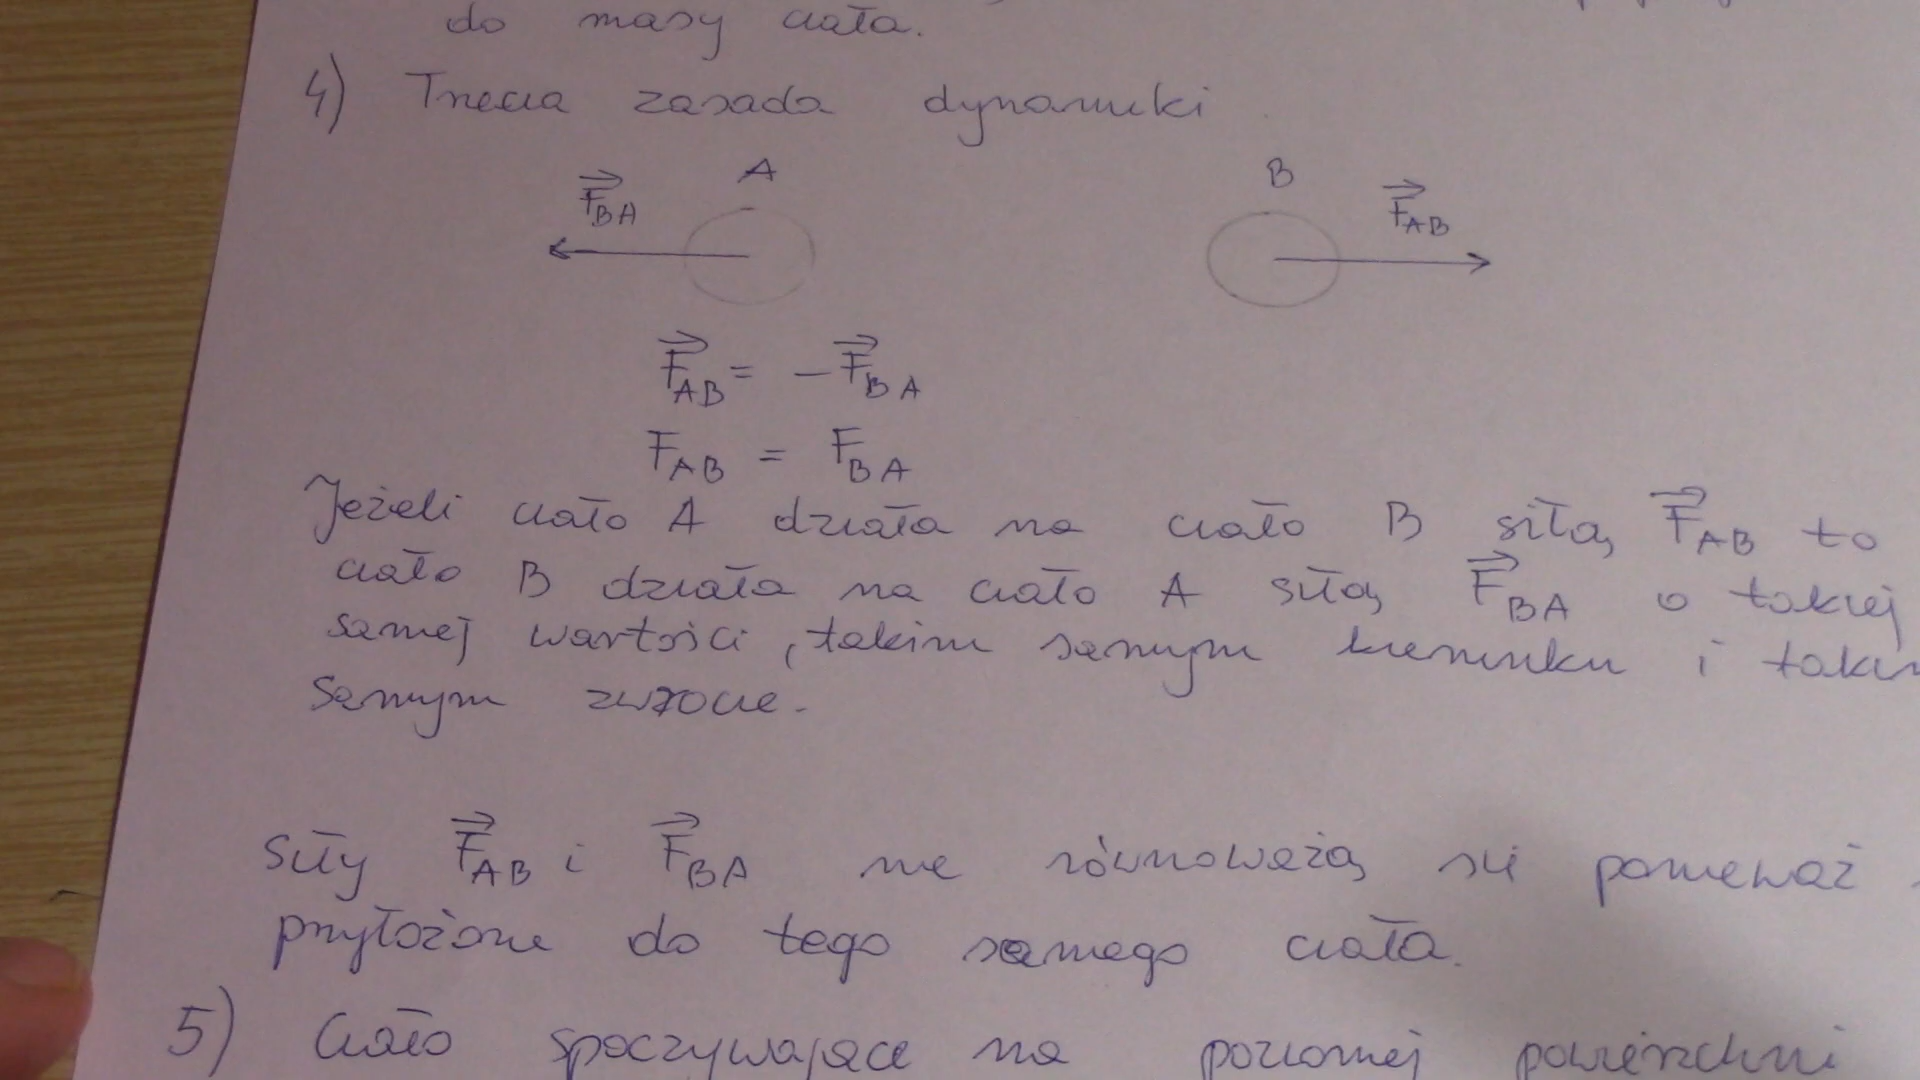 do masy ciała.
4) Trzecia zasada dynamiki
A B
F⃗BA F⃗AB
F⃗AB = -F⃗BA
FAB = FBA
Jeżeli ciało A działa na ciało B siłą F⃗AB to
ciało B działa na ciało A siłą F⃗BA o takiej
samej wartości, takim samym kierunku i takim
samym zwrocie.
Siły F⃗AB i F⃗BA nie równoważą się ponieważ
przyłożone do tego samego ciała.
5) Ciało spoczywające na poziomej powierzchni